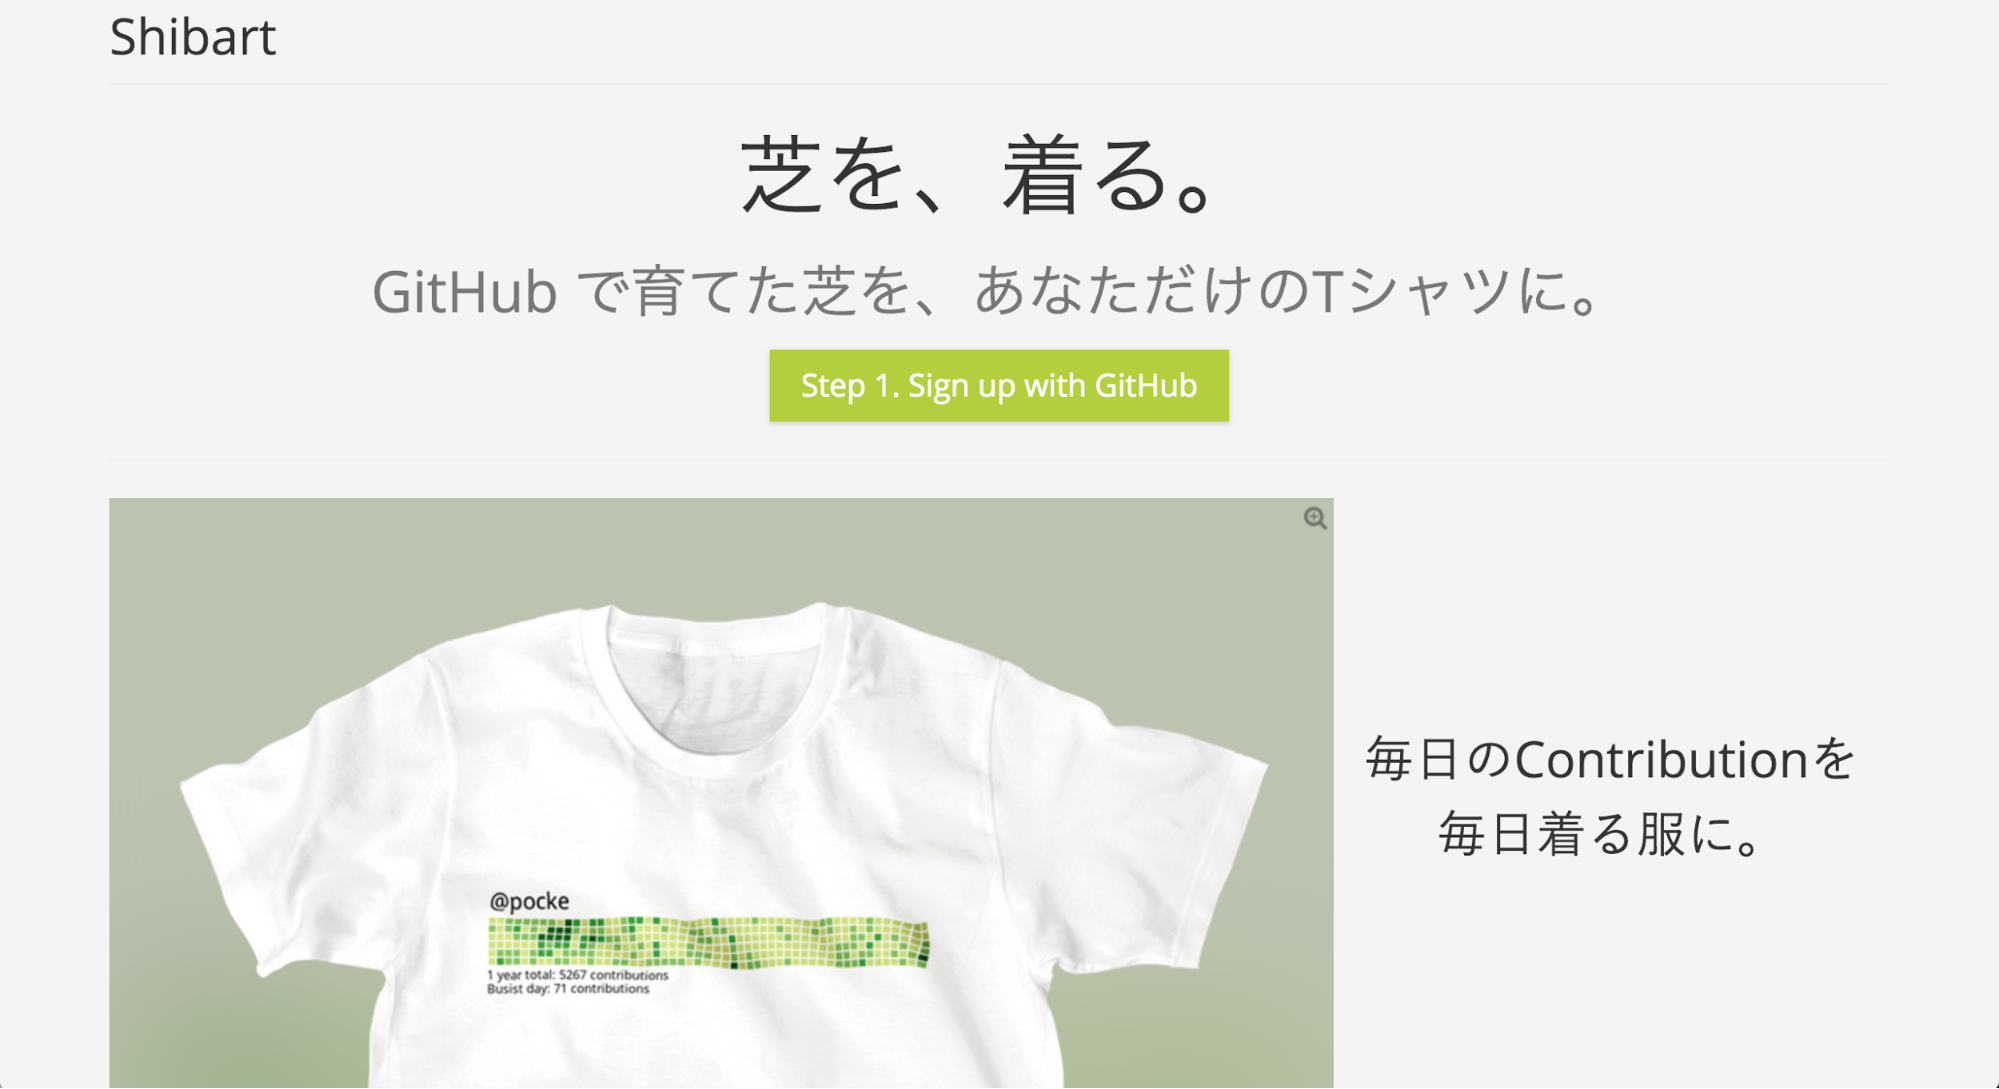 Shibart
芝を、着る。
GitHub で育てた芝を、あなただけのTシャツに。
Step 1. Sign up with GitHub
@pocke
1 year total: 5267 contributions
Busist day: 71 contributions
毎日のContributionを
毎日着る服に。